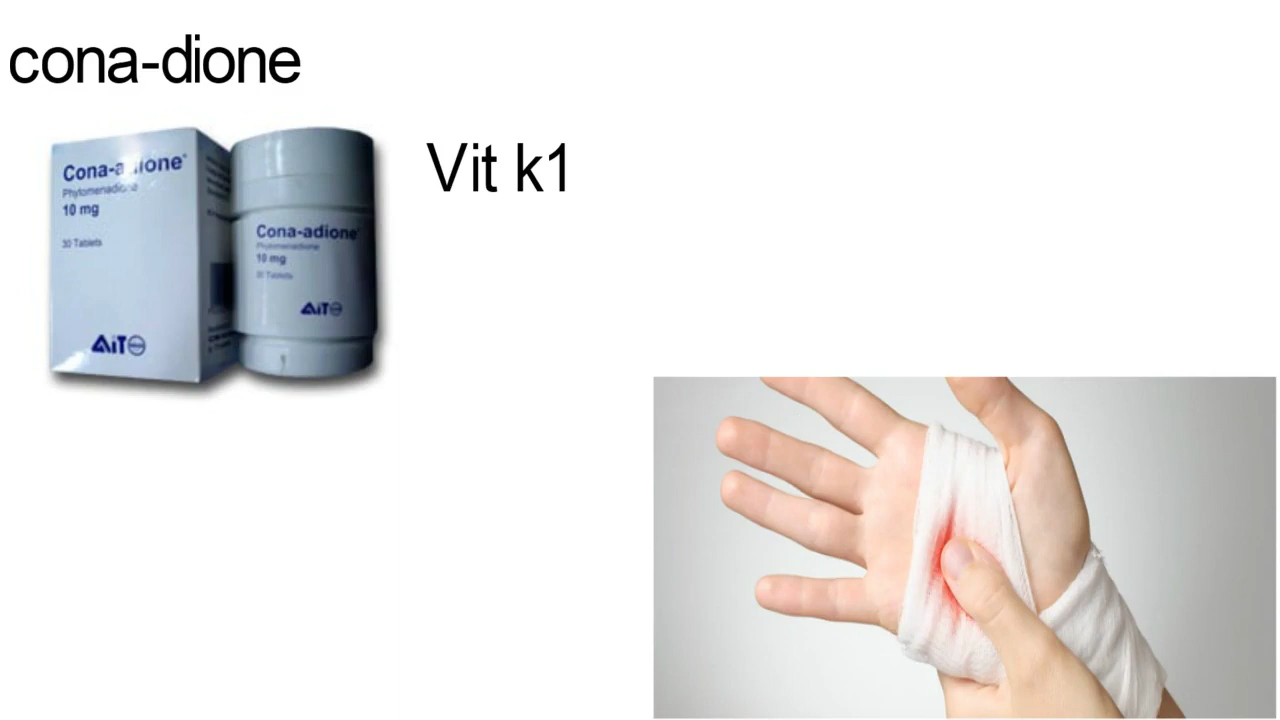 cona-dione
Vit k1
Cona-adione
Phytomenadione
10 mg
30 Tablets
AiT
Cona-adione
Phytomenadione
10 mg
30 Tablets
AiT